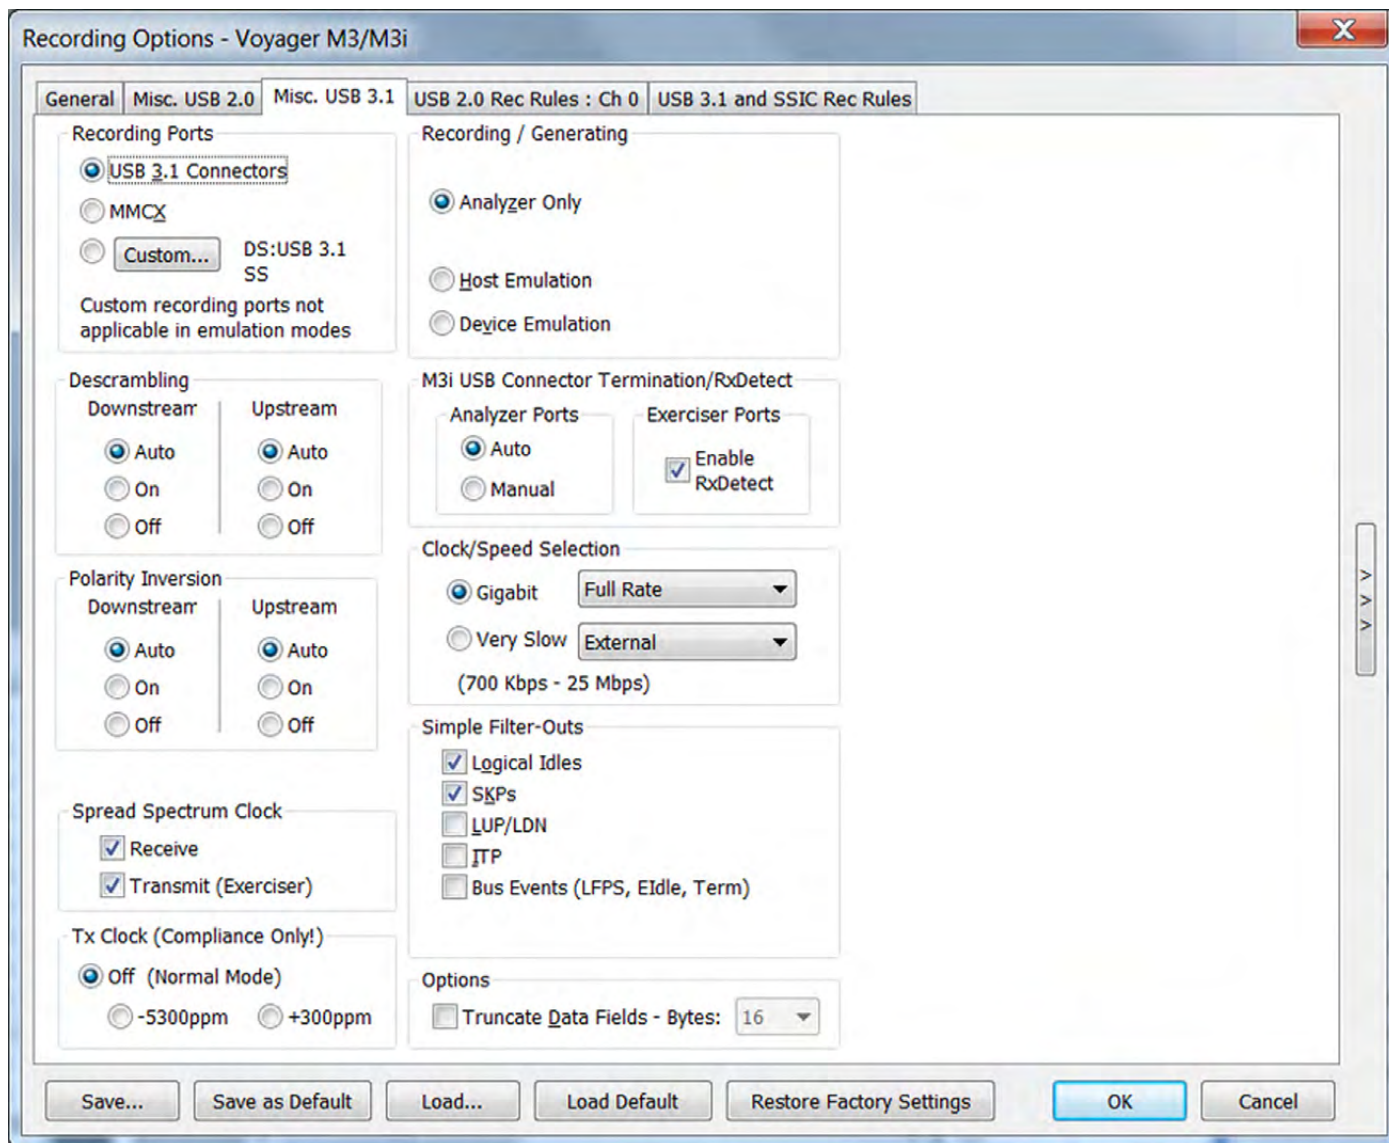 Recording Options - Voyager M3/M3i
X
General
Misc. USB 2.0
Misc. USB 3.1
USB 2.0 Rec Rules : Ch 0
USB 3.1 and SSIC Rec Rules
Recording Ports
USB 3.1 Connectors
MMCX
Custom...
DS:USB 3.1
SS
Custom recording ports not
applicable in emulation modes
Descrambling
Downstream
Upstream
Auto
Auto
On
On
Off
Off
Polarity Inversion
Downstream
Upstream
Auto
Auto
On
On
Off
Off
Spread Spectrum Clock
Receive
Transmit (Exerciser)
Tx Clock (Compliance Only!)
Off (Normal Mode)
-5300ppm
+300ppm
Recording / Generating
Analyzer Only
Host Emulation
Device Emulation
M3i USB Connector Termination/RxDetect
Analyzer Ports
Auto
Manual
Exerciser Ports
Enable
RxDetect
Clock/Speed Selection
Gigabit
Full Rate
Very Slow
External
(700 Kbps - 25 Mbps)
Simple Filter-Outs
Logical Idles
SKPs
LUP/LDN
ITP
Bus Events (LFPS, EIdle, Term)
Options
Truncate Data Fields - Bytes:
16
>
>
>
Save...
Save as Default
Load...
Load Default
Restore Factory Settings
OK
Cancel